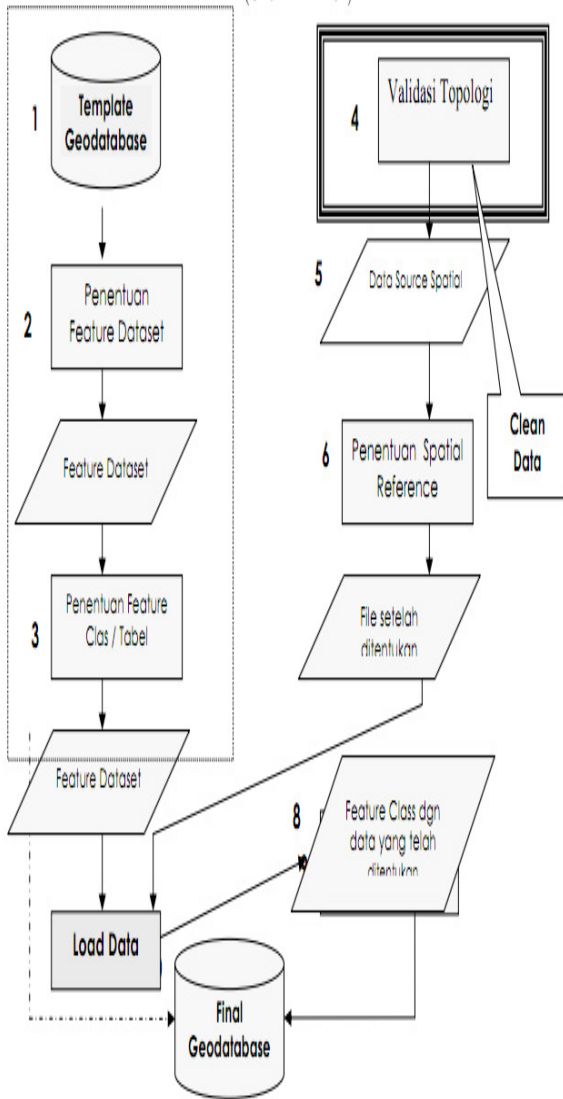 1
Template
Geodatabase
2
Penentuan
Feature Dataset
Feature Dataset
3
Penentuan Feature
Clas / Tabel
Feature Dataset
Load Data
4
Validasi Topologi
5
Data Source Spatial
Clean
Data
6
Penentuan Spatial
Reference
File setelah
ditentukan
8
Feature Class dgn
data yang telah
ditentukan
Final
Geodatabase